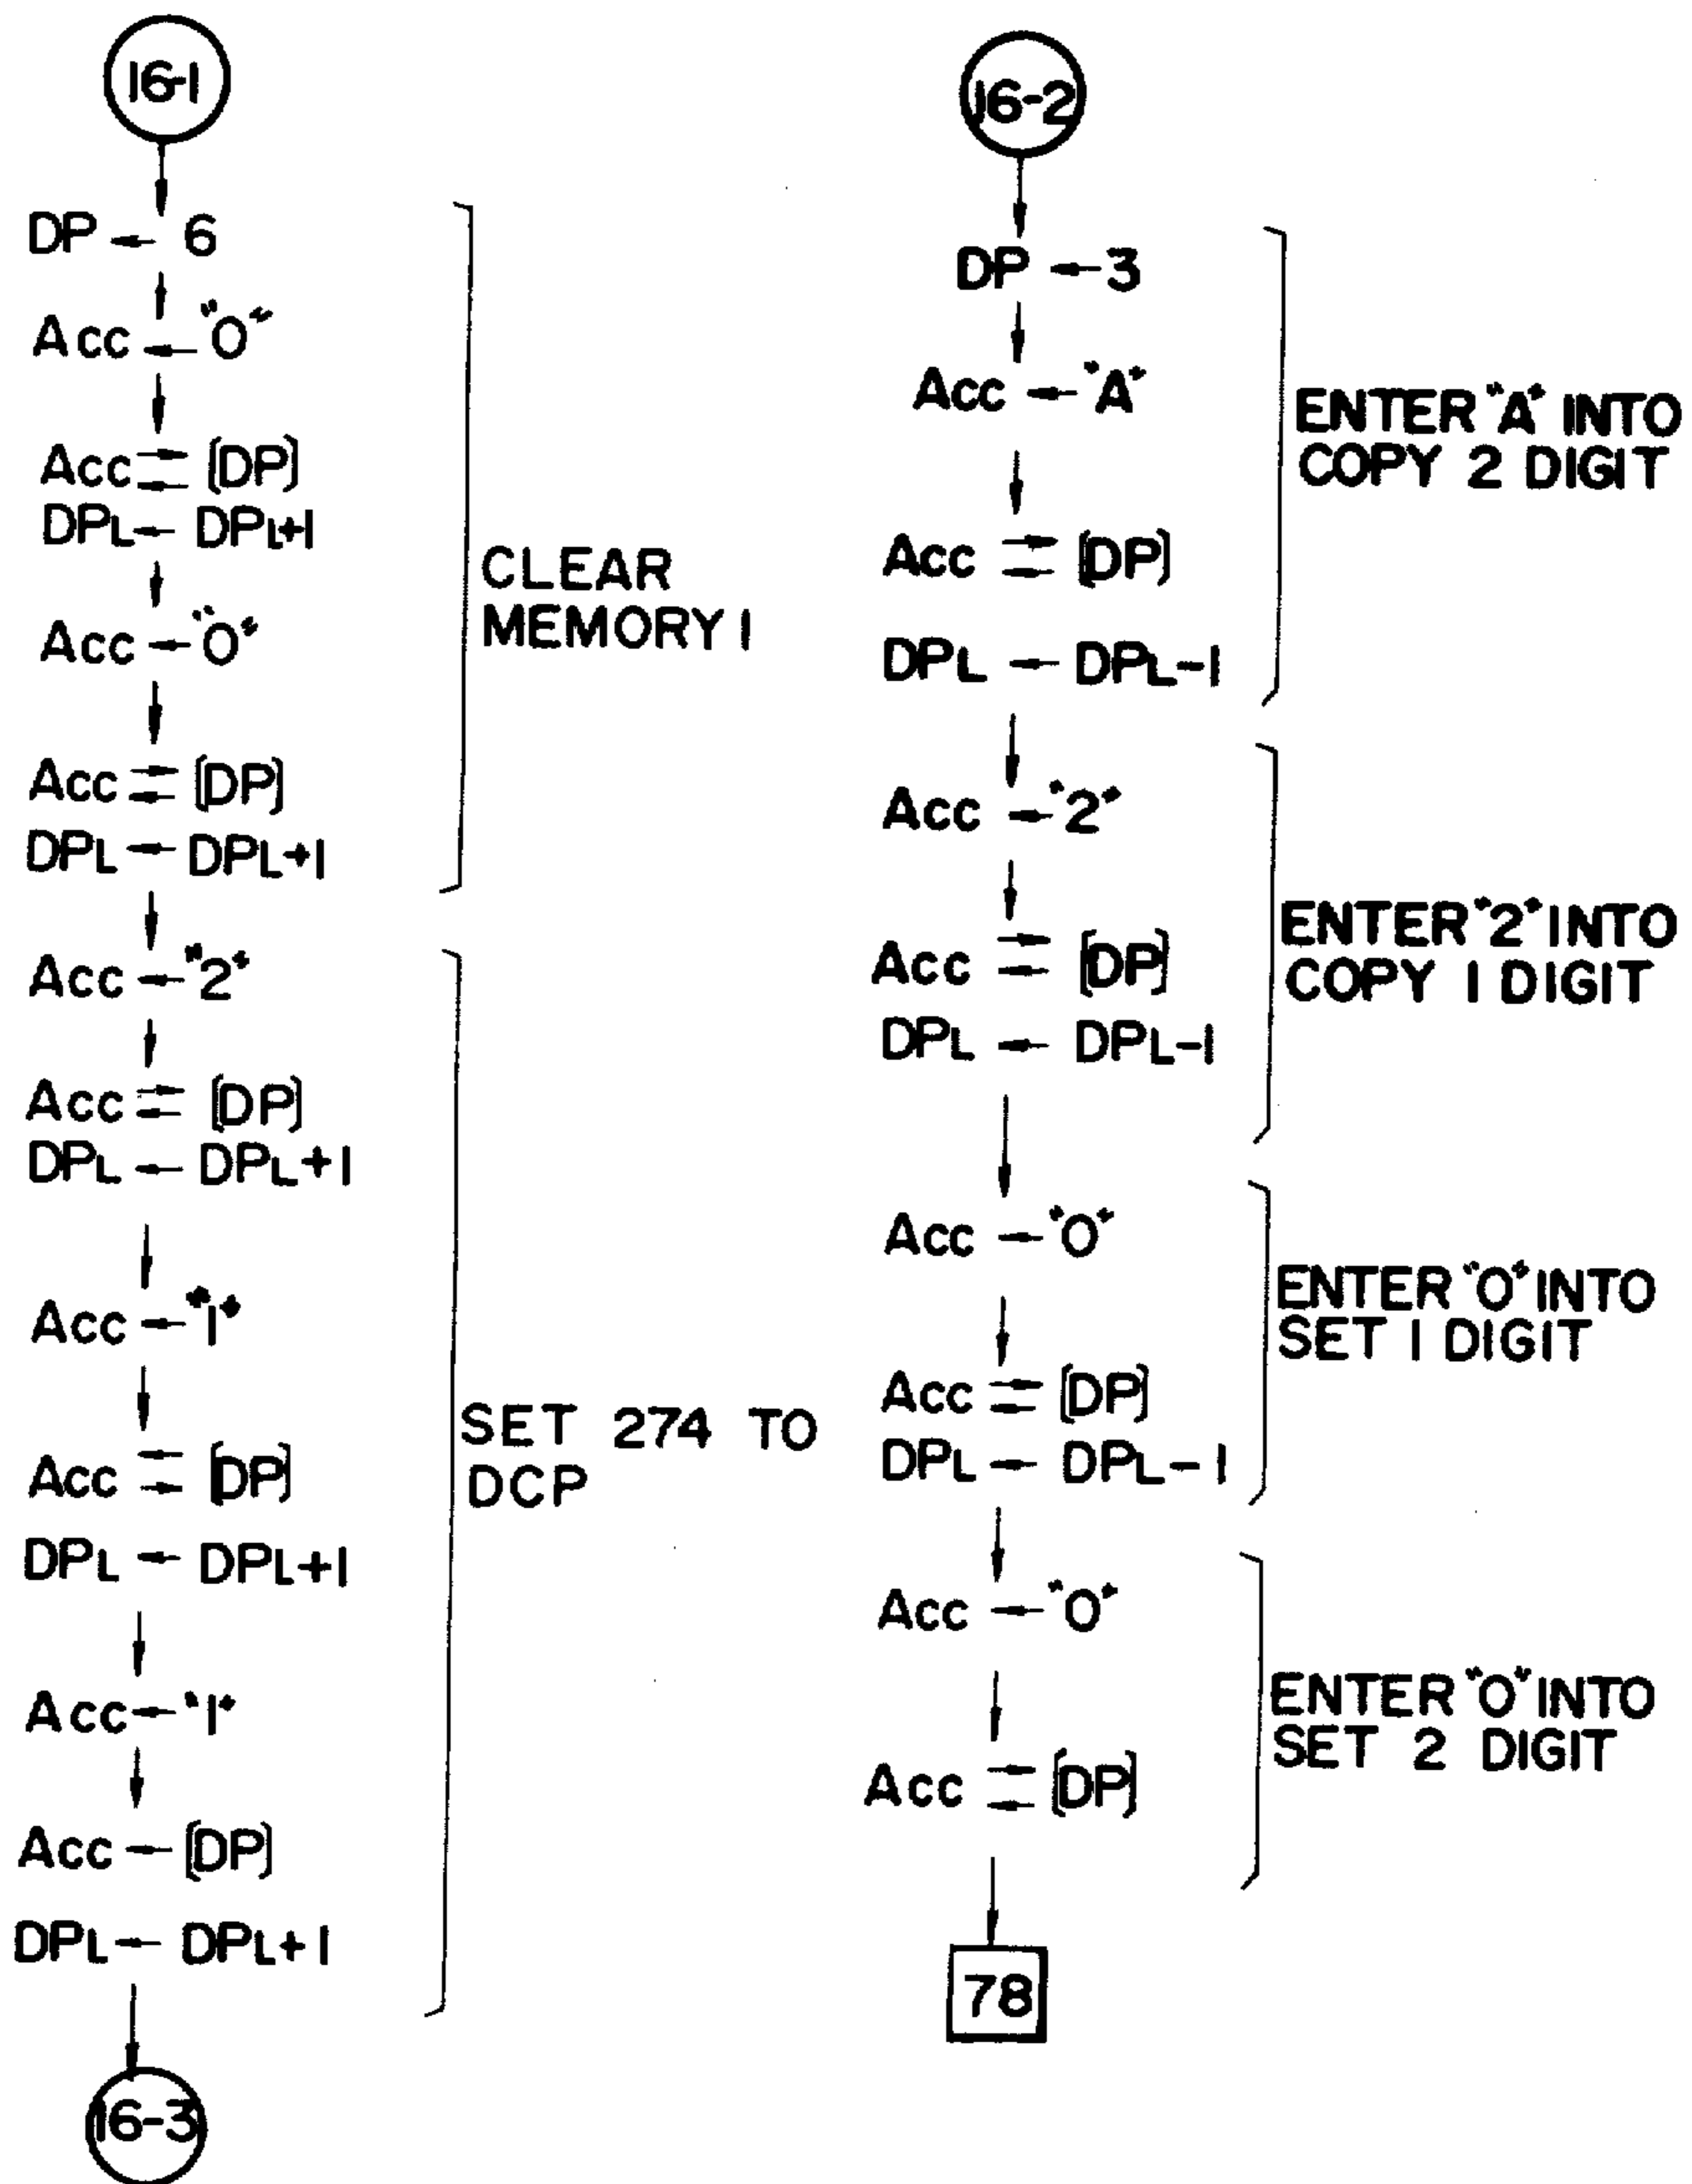 16-1
DP ← 6
Acc ← "0"
Acc ⇄ [DP]
DPL ← DPL+1
Acc ← "0"
Acc ⇄ [DP]
DPL ← DPL+1
CLEAR
MEMORY 1
Acc ← "2"
Acc ⇄ [DP]
DPL ← DPL+1
Acc ← "1"
Acc ⇆ [DP]
DPL ← DPL+1
Acc ← "1"
Acc ← [DP]
DPL ← DPL+1
SET 274 TO
DCP
16-3
16-2
DP ← 3
Acc ← "A"
Acc ⇄ [DP]
DPL ← DPL-1
ENTER "A" INTO
COPY 2 DIGIT
Acc ← "2"
Acc ⇄ [DP]
DPL ← DPL-1
ENTER "2" INTO
COPY 1 DIGIT
Acc ← "0"
Acc ⇄ [DP]
DPL ← DPL-1
ENTER "0" INTO
SET 1 DIGIT
Acc ← "0"
Acc ⇄ [DP]
ENTER "0" INTO
SET 2 DIGIT
78